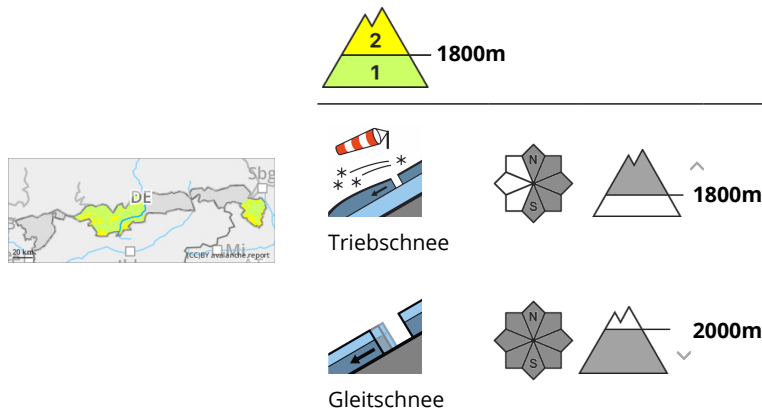 2
1800m
1
DE
Sbg
Mi
20 km
(CC)BY avalanche.report
N
S
1800m
Triebschnee
N
S
2000m
Gleitschnee